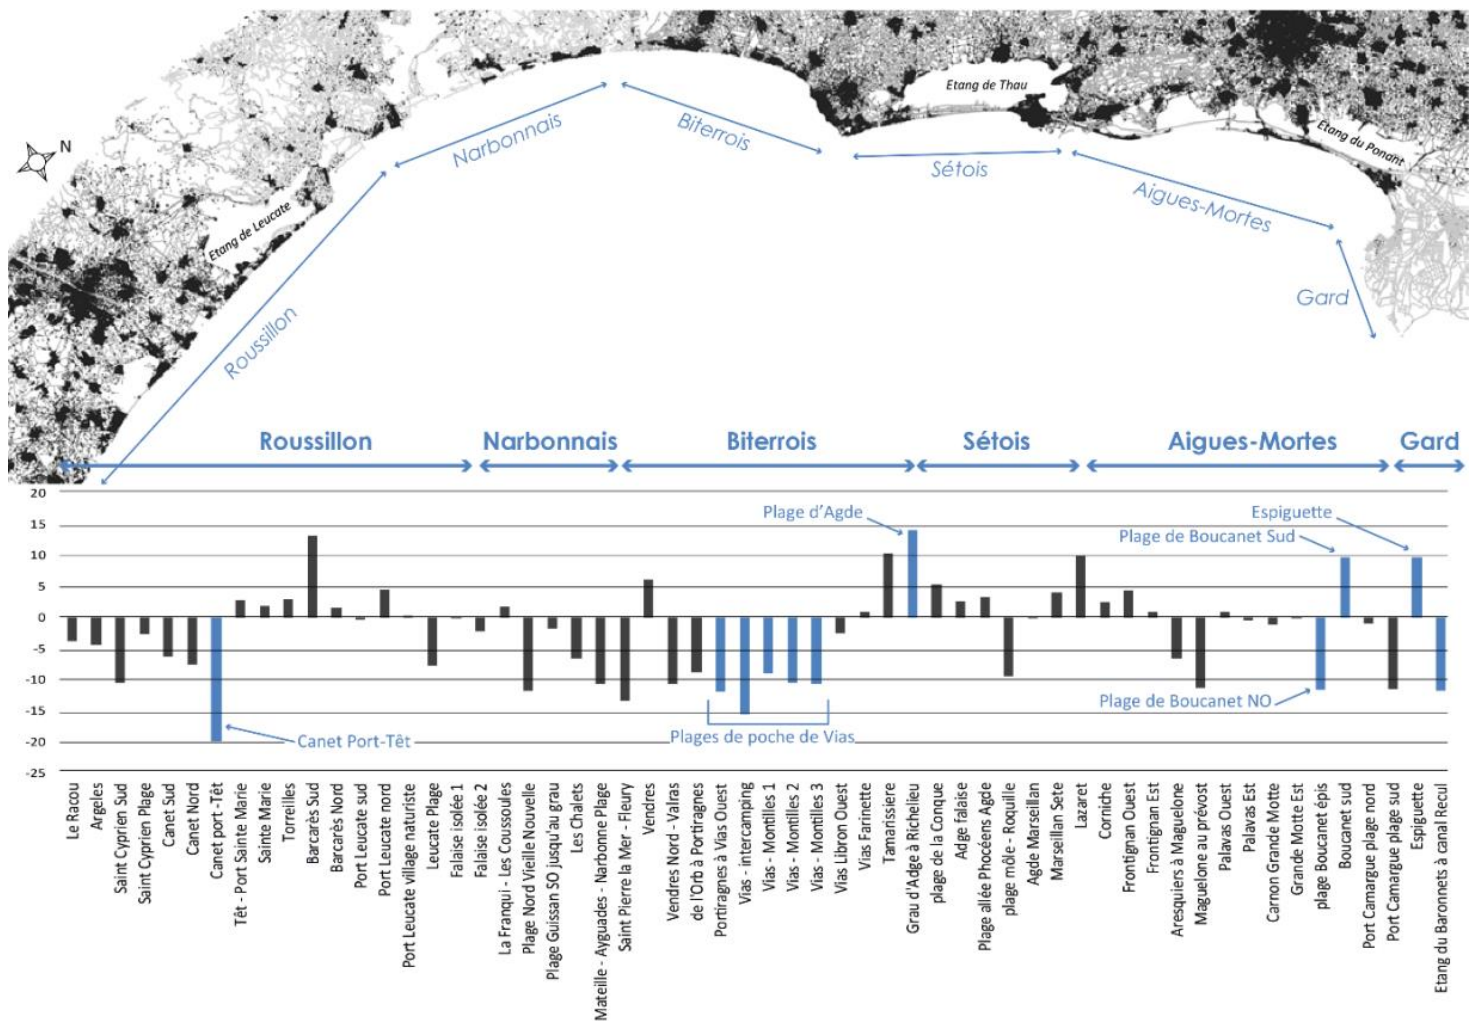 N
Etang de Leucate
Roussillon
Narbonnais
Biterrois
Etang de Thau
Sétois
Aigues-Mortes
Etang du Ponant
Gard
Roussillon
Narbonnais
Biterrois
Sétois
Aigues-Mortes
Gard
20
15
10
5
0
-5
-10
-15
-20
-25
Plage d'Agde
Espiguette
Plage de Boucanet Sud
Canet Port-Têt
Plages de poche de Vias
Plage de Boucanet NO
Le Racou
Argeles
Saint Cyprien Sud
Saint Cyprien Plage
Canet Sud
Canet Nord
Canet port -Têt
Têt - Port Sainte Marie
Sainte Marie
Torreilles
Barcarès Sud
Barcarès Nord
Port Leucate sud
Port Leucate nord
Port Leucate village naturiste
Leucate Plage
Falaise isolée 1
Falaise isolée 2
La Franqui - Les Coussoules
Plage Nord Vieille Nouvelle
Plage Guissan SO jusqu'au grau
Les Chalets
Mateille - Ayguades - Narbonne Plage
Saint Pierre la Mer - Fleury
Vendres
Vendres Nord - Valras
de l'Orb à Portiragnes
Portiragnes à Vias Ouest
Vias - intercamping
Vias - Montilles 1
Vias - Montilles 2
Vias - Montilles 3
Vias Libron Ouest
Vias Farinette
Tamarissiere
Grau d'Adge à Richelieu
plage de la Conque
Adge falaise
Plage allée Phocéens Agde
plage môle - Roquille
Agde Marseillan
Marseillan Sete
Lazaret
Corniche
Frontignan Ouest
Frontignan Est
Aresquiers à Maguelone
Maguelone au prévost
Palavas Ouest
Palavas Est
Carnon Grande Motte
Grande Motte Est
plage Boucanet épis
Boucanet sud
Port Camargue plage nord
Port Camargue plage sud
Espiguette
Etang du Baronnets à canal Recul